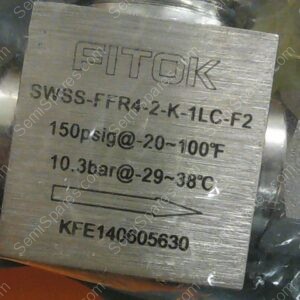 FITOK
SWSS-FFR4-2-K-1LC-F2
150psig@-20~100℉
10.3bar@-29~38℃
KFE140605630